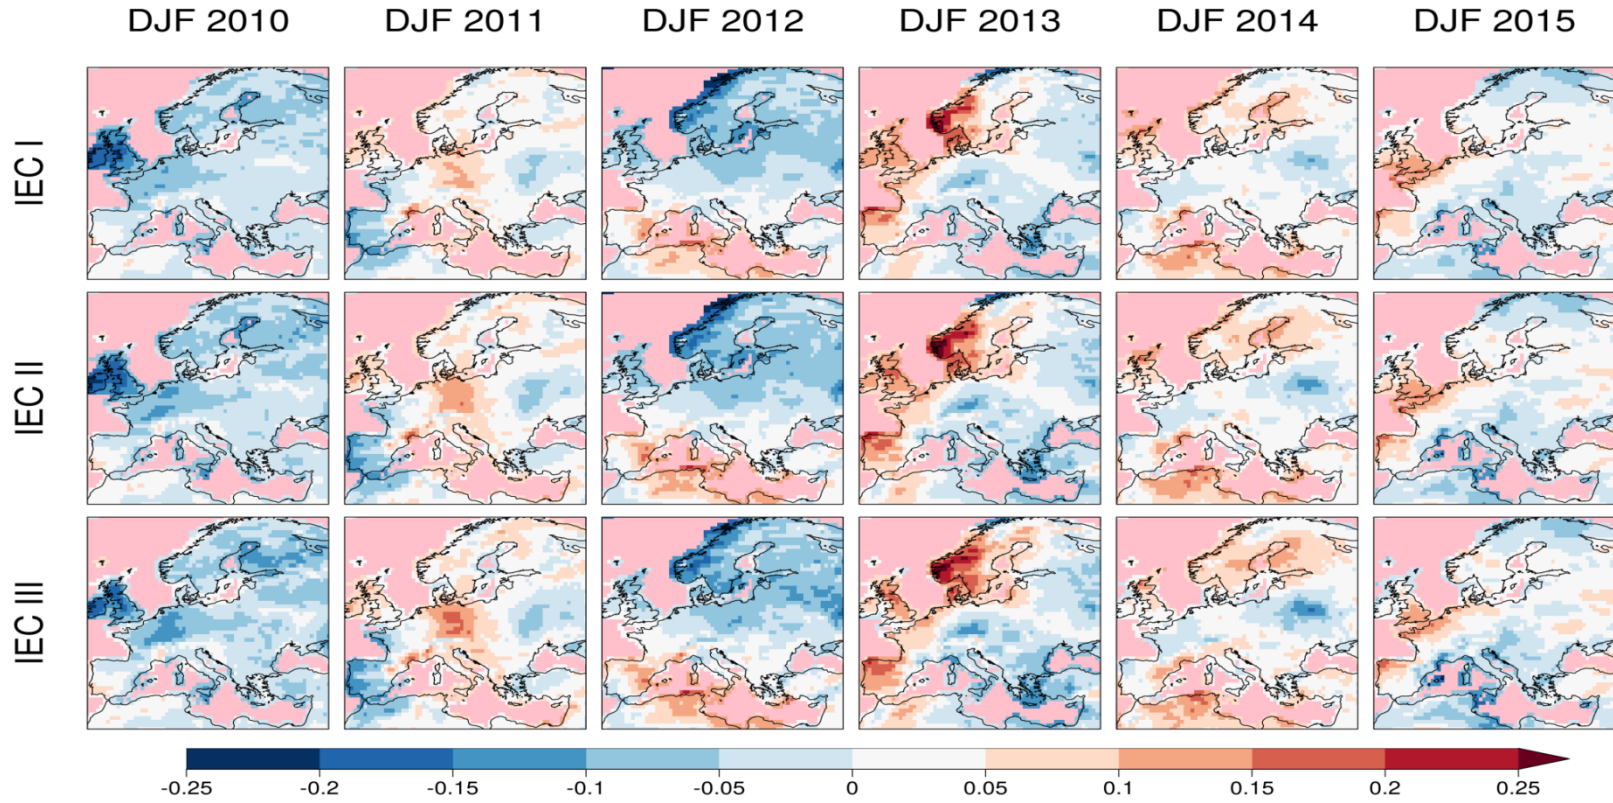 DJF 2010 DJF 2011 DJF 2012 DJF 2013 DJF 2014 DJF 2015
IEC I
IEC II
IEC III
-0.25 -0.2 -0.15 -0.1 -0.05 0 0.05 0.1 0.15 0.2 0.25